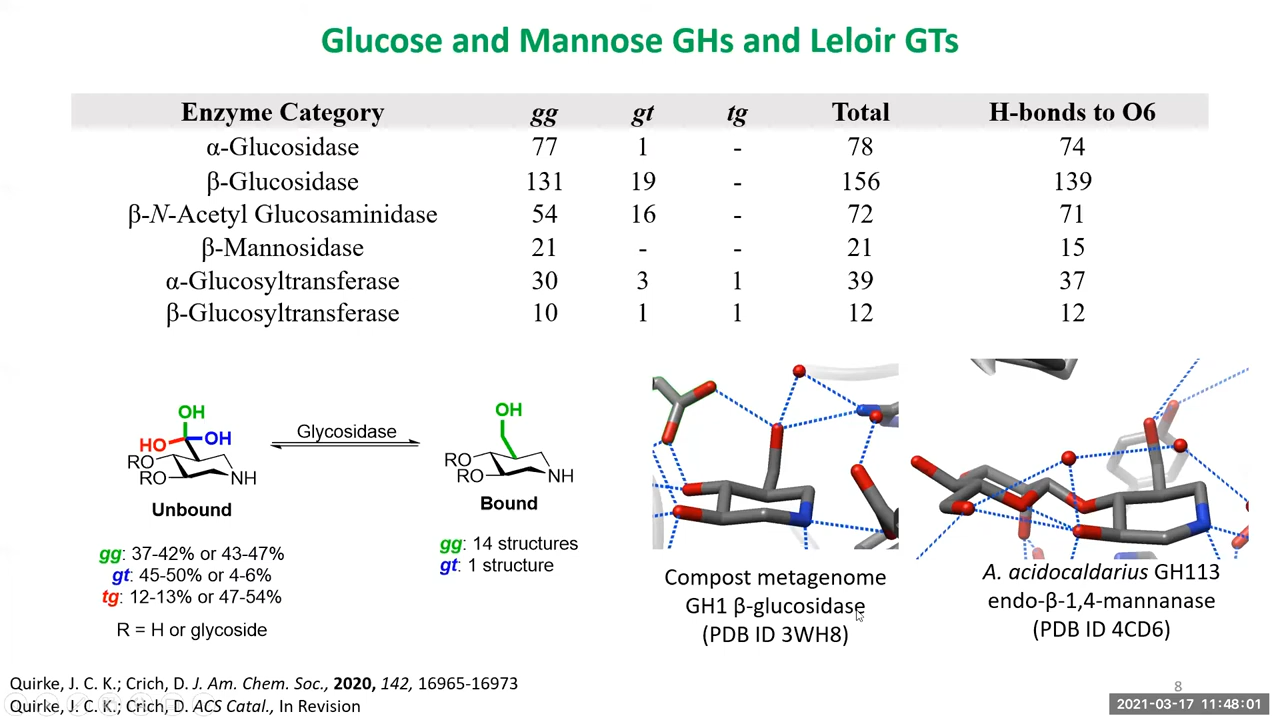 Glucose and Mannose GHs and Leloir GTs
Enzyme Category gg gt tg Total H-bonds to O6
α-Glucosidase 77 1 - 78 74
β-Glucosidase 131 19 - 156 139
β-N-Acetyl Glucosaminidase 54 16 - 72 71
β-Mannosidase 21 - - 21 15
α-Glucosyltransferase 30 3 1 39 37
β-Glucosyltransferase 10 1 1 12 12
OH
HO OH
RO
RO NH
Unbound
Glycosidase
OH
RO
RO NH
Bound
gg: 37-42% or 43-47%
gt: 45-50% or 4-6%
tg: 12-13% or 47-54%
R = H or glycoside
gg: 14 structures
gt: 1 structure
Compost metagenome
GH1 β-glucosidase
(PDB ID 3WH8)
A. acidocaldarius GH113
endo-β-1,4-mannanase
(PDB ID 4CD6)
Quirke, J. C. K.; Crich, D. J. Am. Chem. Soc., 2020, 142, 16965-16973
Quirke, J. C. K.; Crich, D. ACS Catal., In Revision
8
2021-03-17 11:48:01